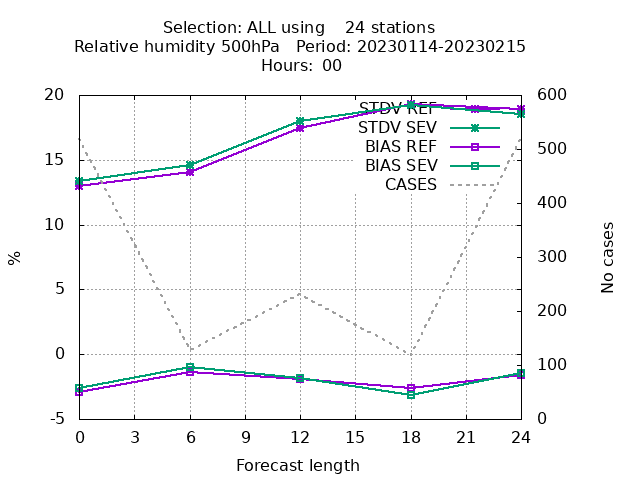 Selection: ALL using    24 stations
Relative humidity 500hPa   Period: 20230114-20230215
Hours: 00
20
15
10
5
0
-5
%
600
500
400
300
200
100
0
No cases
STDV REF
STDV SEV
BIAS REF
BIAS SEV
CASES
0 3 6 9 12 15 18 21 24
Forecast length